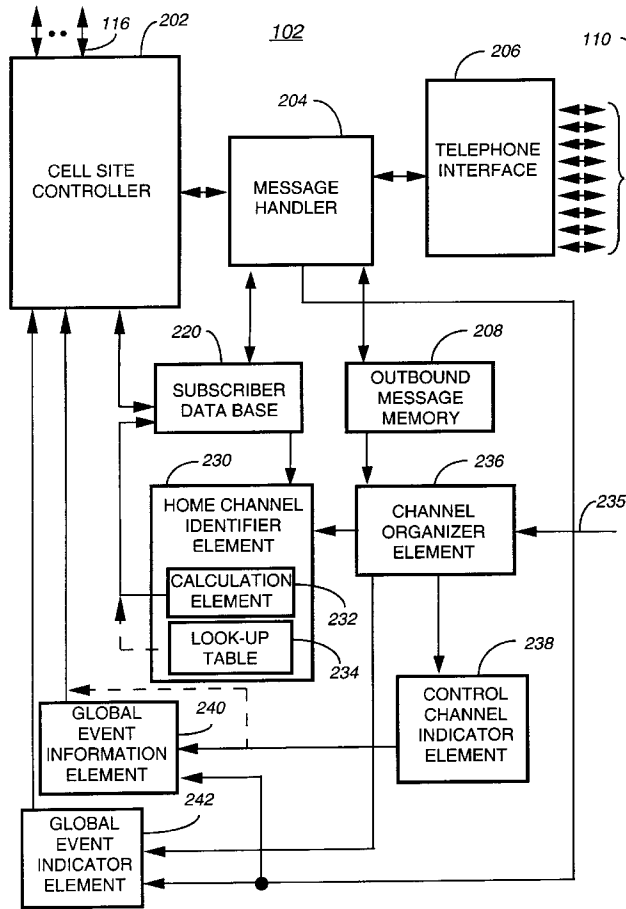 116
202
102
110
206
204
CELL SITE
CONTROLLER
MESSAGE
HANDLER
TELEPHONE
INTERFACE
220
208
SUBSCRIBER
DATA BASE
OUTBOUND
MESSAGE
MEMORY
230
236
235
HOME CHANNEL
IDENTIFIER
ELEMENT
CHANNEL
ORGANIZER
ELEMENT
CALCULATION
ELEMENT
232
LOOK-UP
TABLE
234
238
CONTROL
CHANNEL
INDICATOR
ELEMENT
240
GLOBAL
EVENT
INFORMATION
ELEMENT
242
GLOBAL
EVENT
INDICATOR
ELEMENT